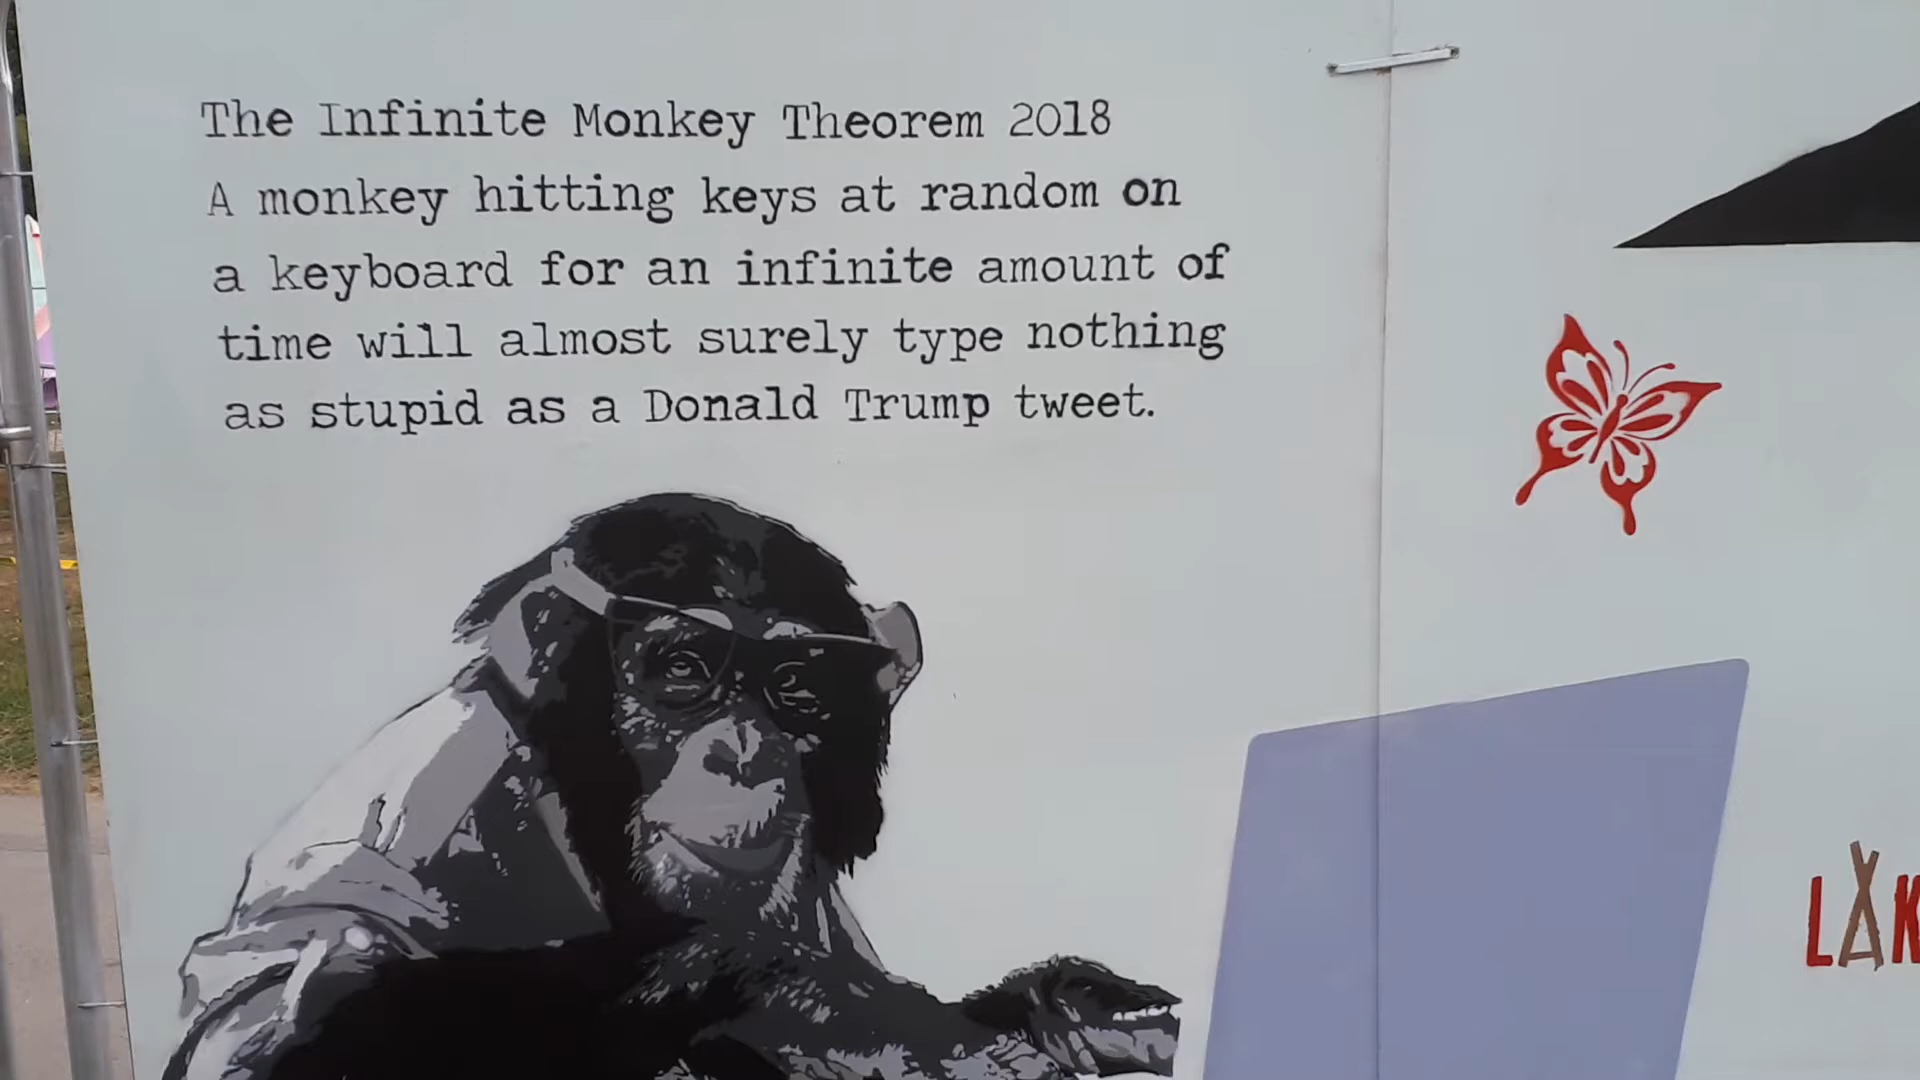 The Infinite Monkey Theorem 2018
A monkey hitting keys at random on
a keyboard for an infinite amount of
time will almost surely type nothing
as stupid as a Donald Trump tweet.
LAK